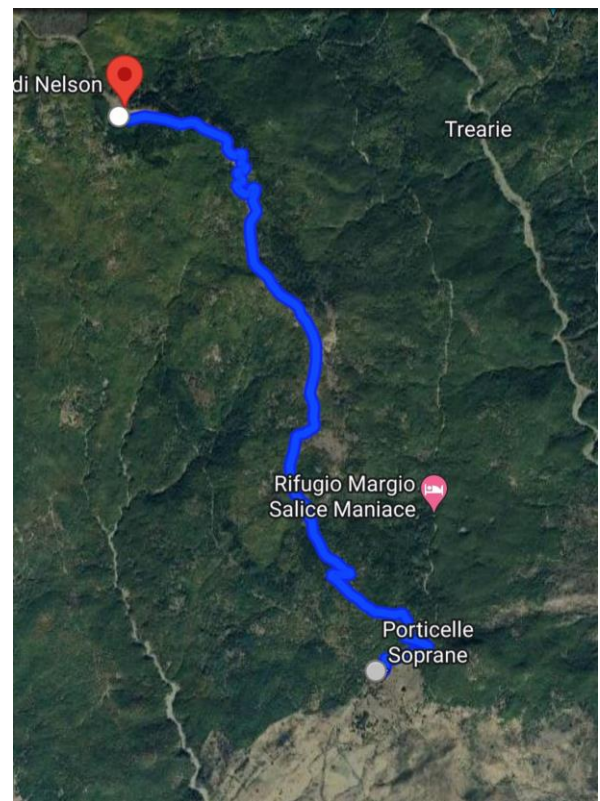 di Nelson
Trearie
Rifugio Margio
Salice Maniace
Porticelle
Soprane